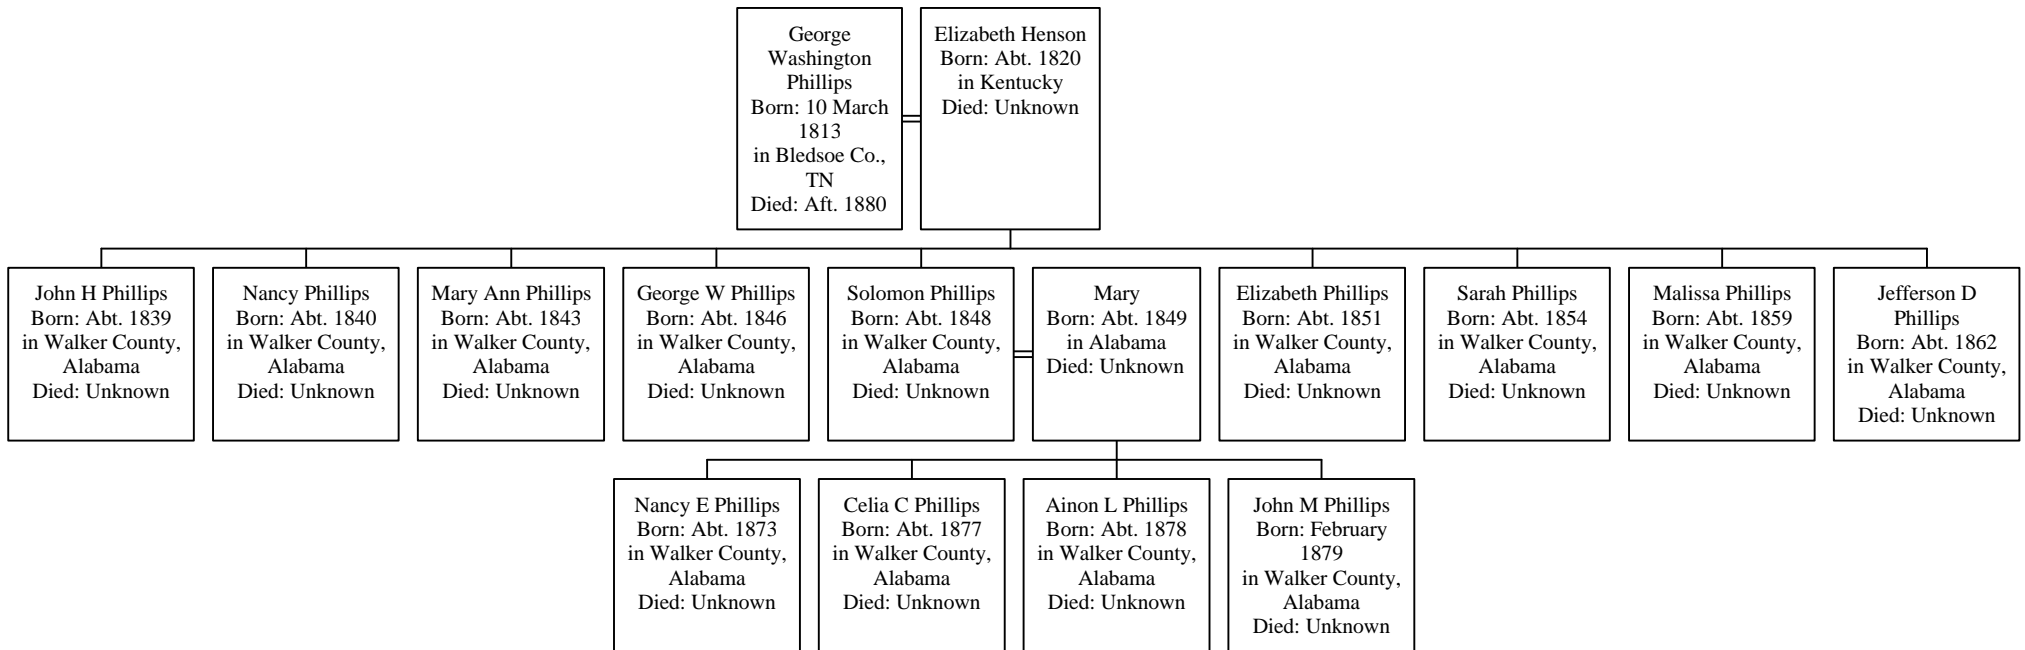 George
Washington
Phillips
Born: 10 March
1813
in Bledsoe Co.,
TN
Died: Aft. 1880
Elizabeth Henson
Born: Abt. 1820
in Kentucky
Died: Unknown
John H Phillips
Born: Abt. 1839
in Walker County,
Alabama
Died: Unknown
Nancy Phillips
Born: Abt. 1840
in Walker County,
Alabama
Died: Unknown
Mary Ann Phillips
Born: Abt. 1843
in Walker County,
Alabama
Died: Unknown
George W Phillips
Born: Abt. 1846
in Walker County,
Alabama
Died: Unknown
Solomon Phillips
Born: Abt. 1848
in Walker County,
Alabama
Died: Unknown
Mary
Born: Abt. 1849
in Alabama
Died: Unknown
Elizabeth Phillips
Born: Abt. 1851
in Walker County,
Alabama
Died: Unknown
Sarah Phillips
Born: Abt. 1854
in Walker County,
Alabama
Died: Unknown
Malissa Phillips
Born: Abt. 1859
in Walker County,
Alabama
Died: Unknown
Jefferson D
Phillips
Born: Abt. 1862
in Walker County,
Alabama
Died: Unknown
Nancy E Phillips
Born: Abt. 1873
in Walker County,
Alabama
Died: Unknown
Celia C Phillips
Born: Abt. 1877
in Walker County,
Alabama
Died: Unknown
Ainon L Phillips
Born: Abt. 1878
in Walker County,
Alabama
Died: Unknown
John M Phillips
Born: February
1879
in Walker County,
Alabama
Died: Unknown